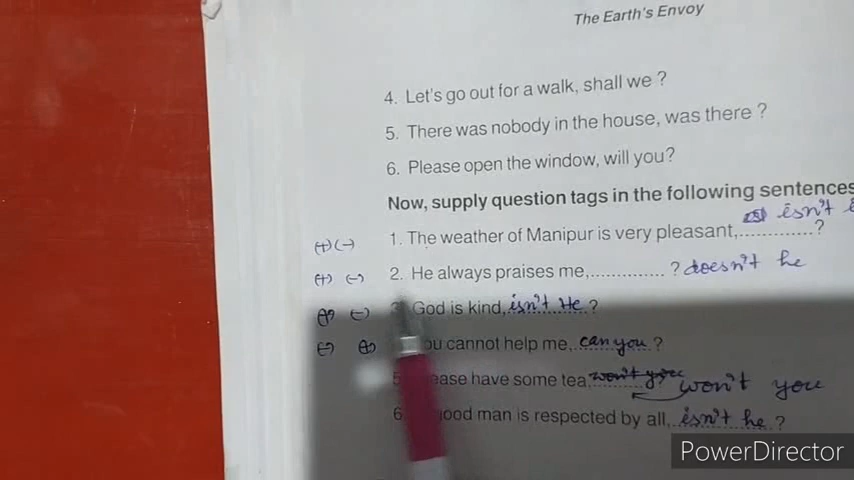 The Earth's Envoy
4. Let's go out for a walk, shall we ?
5. There was nobody in the house, was there ?
6. Please open the window, will you?
Now, supply question tags in the following sentences
isn't
(+) (-) 1. The weather of Manipur is very pleasant, ..............?
(+) (-) 2. He always praises me, .............. ? doesn't he
(+) (-) God is kind, isn't He ?
(-) (+) cannot help me, can you ?
5 have some tea, won't you won't you
6 good man is respected by all, isn't he ?
PowerDirector